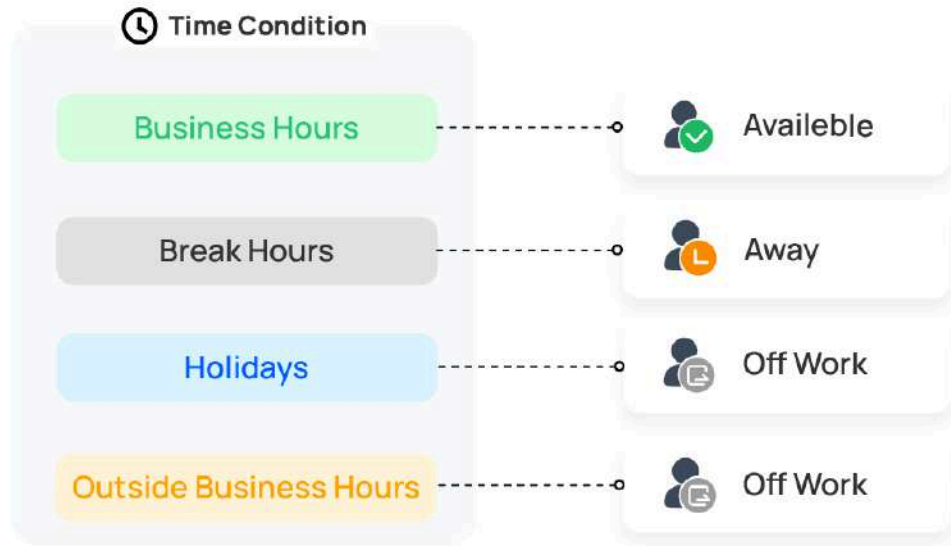 Time Condition
Business Hours
Availeble
Break Hours
Away
Holidays
Off Work
Outside Business Hours
Off Work